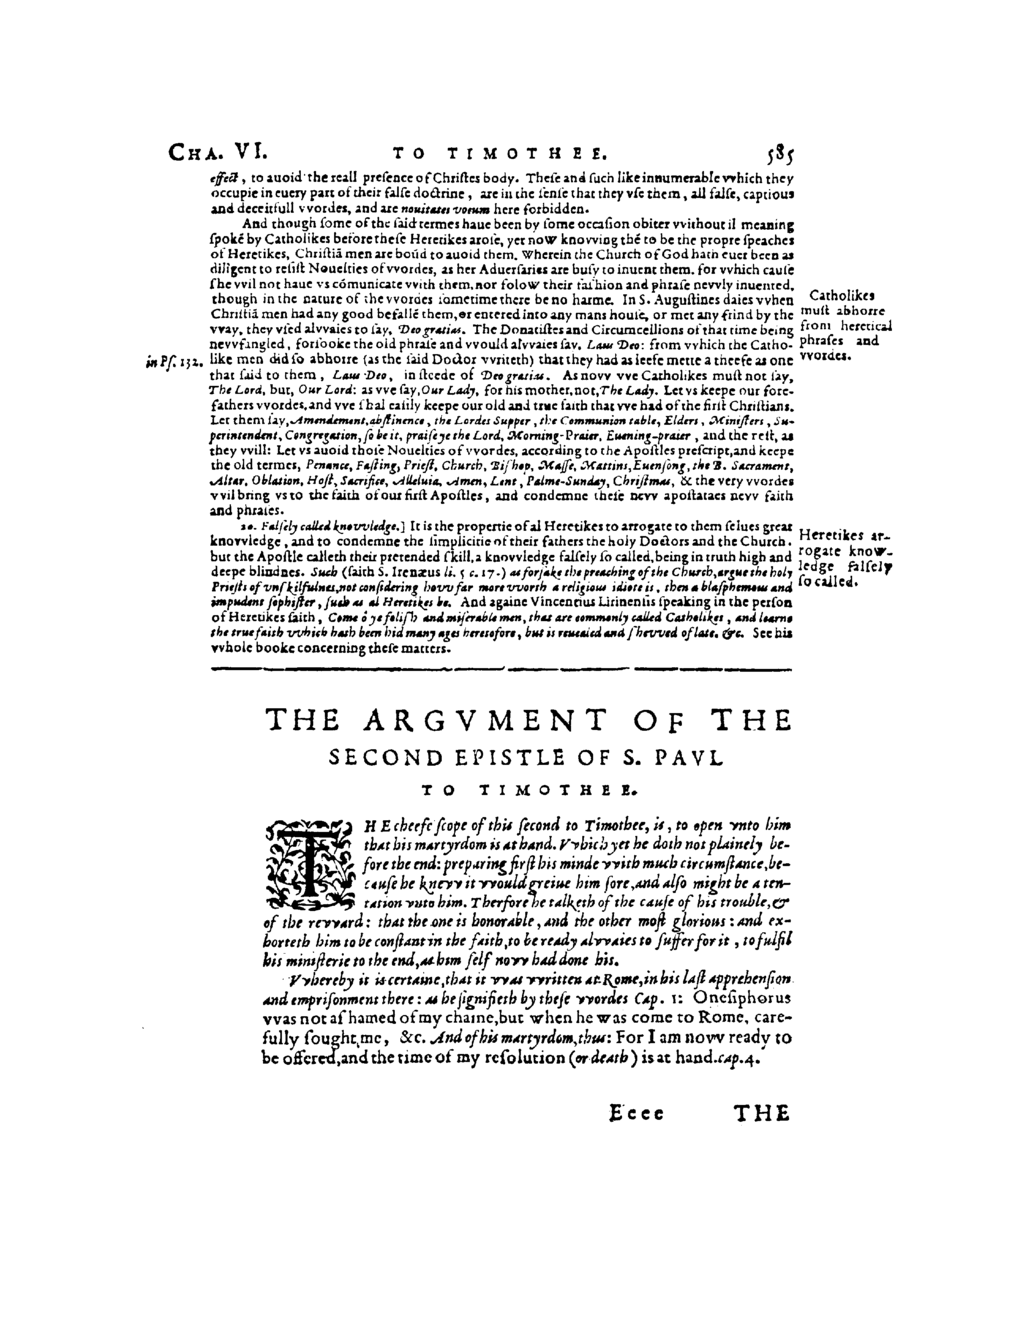 CHA. VI. TO TIMOTHEE. 585
effect, to auoid the reall presence of Christes body. These and such like innumerable vvhich they
occupie in euery part of their false doctrine, are in the sense that they vse them, all false, captious
and deceitfull vvordes, and are nouitates vocum here forbidden.
And though some of the said termes haue been by some occasion obiter vvithout il meaning
spokē by Catholikes before these Heretikes arose, yet now knovving thē to be the propre speaches
of Heretikes, Christiā men are boūd to auoid them. Wherein the Church of God hath euer been as
diligent to resist Nouelties of vvordes, as her Aduersaries are busy to inuent them. for vvhich cause
she vvil not haue vs cōmunicate vvith them, nor folow their fashion and phrase nevvly inuented,
though in the nature of the vvordes sometime there be no harme. In S. Augustines daies vvhen
Christiā men had any good befallē them, or entered into any mans house, or met any frind by the
vvay, they vsed alvvaies to say, Deo gratias. The Donatistes and Circumcellions of that time being
nevvfangled, forsooke the old phrase and vvould alvvaies say, Laus Deo: from vvhich the Catho-
like men did so abhorre (as the said Doctor vvriteth) that they had as leefe mette a theefe as one
that said to them, Laus Deo, in steede of Deo gratias. As novv vve Catholikes must not say,
The Lord, but, Our Lord: as vve say, Our Lady, for his mother, not, The Lady. Let vs keepe our fore-
fathers vvordes, and vve shal easily keepe our old and true faith that vve had of the first Christians.
Let them say, Amendement, abstinence, the Lordes Supper, the Communion table, Elders, Ministers, Su-
perintendent, Congregation, so be it, praise ye the Lord, Morning-Praier, Euening-praier, and the rest, as
they vvill: Let vs auoid those Nouelties of vvordes, according to the Apostles prescript, and keepe
the old termes, Penance, Fasting, Priest, Church, Bishop, Masse, Mattins, Euensong, the B. Sacrament,
Altar, Oblation, Host, Sacrifice, Alleluia, Amen, Lent, Palme-Sunday, Christmas, & the very vvordes
vvil bring vs to the faith of our first Apostles, and condemne these nevv apostataes nevv faith
and phrases.
Catholikes
must abhorre
from heretical
phrases and
vvordes.
in Ps. 132.
20. Falsely called knovvledge.] It is the propertie of al Heretikes to arrogate to them selues great
knovvledge, and to condemne the simplicitie of their fathers the holy Doctors and the Church.
but the Apostle calleth their pretended skill, a knovvledge falsely so called, being in truth high and
deepe blindnes. Such (saith S. Irenæus li. 5 c. 17.) as forsake the preaching of the Church, argue the holy
Priests of vnskilfulnes, not considering hovv far more vvorth a religious idiote is, then a blasphemous and
impudent sophister, such as al Heretikes be. And againe Vincentius Lirinensis speaking in the person
of Heretikes saith, Come ô ye folish and miserable men, that are commonly called Catholikes, and learne
the true faith vvhich hath been hid many ages heretofore, but is reuealed and shevved of late. &c. See his
vvhole booke concerning these matters.
Heretikes ar-
rogate know-
ledge falsely
so called.
THE ARGVMENT OF THE
SECOND EPISTLE OF S. PAVL
TO TIMOTHEE.
THE cheefe scope of this second to Timothee, is, to open vnto him
that his martyrdom is at hand. Vvhich yet he doth not plainely be-
fore the end: preparing first his minde vvith much circumstance, be-
cause he knevv it vvould greiue him sore, and also might be a ten-
tation vnto him. Therfore he talketh of the cause of his trouble, &
of the revvard: that the one is honorable, and the other most glorious: and ex-
horteth him to be constant in the faith, to be ready alvvaies to suffer for it, to fulfil
his ministerie to the end, as him self novv had done his.
Vvhereby it is certaine, that it vvas vvritten at Rome, in his last apprehension
and emprisonment there: as he signifieth by these vvordes Cap. 1: Onesiphorus
vvas not ashamed of my chaine, but when he was come to Rome, care-
fully sought me, &c. And of his martyrdom, thus: For I am novv ready to
be offered, and the time of my resolution (or death) is at hand. cap. 4.
Eeee THE